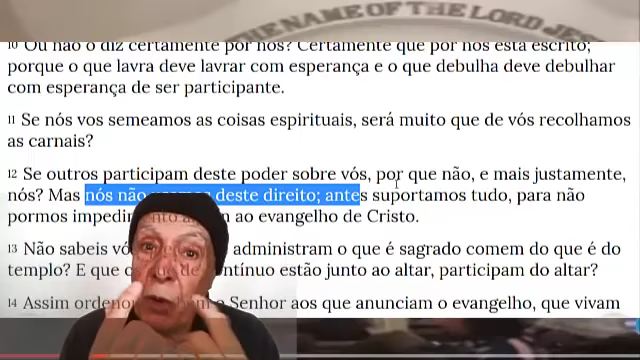 NAME OF THE LORD JES
10 Ou não o diz certamente por nós? Certamente que por nós está escrito;
porque o que lavra deve lavrar com esperança e o que debulha deve debulhar
com esperança de ser participante.
11 Se nós vos semeamos as coisas espirituais, será muito que de vós recolhamos
as carnais?
12 Se outros participam deste poder sobre vós, por que não, e mais justamente,
nós? Mas nós não deste direito; antes suportamos tudo, para não
pormos ao evangelho de Cristo.
13 Não sabeis administram o que é sagrado comem do que é do
templo? E que de contínuo estão junto ao altar, participam do altar?
14 Assim Senhor aos que anunciam o evangelho, que vivam